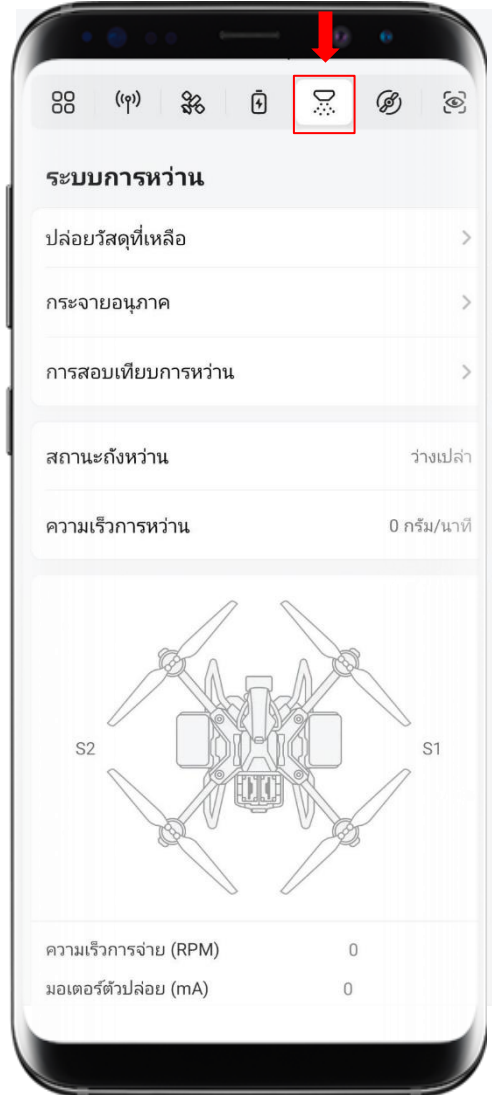 ระบบการหว่าน
ปล่อยวัสดุที่เหลือ
กระจายอนุภาค
การสอบเทียบการหว่าน
สถานะถังหว่าน ว่างเปล่า
ความเร็วการหว่าน 0 กรัม/นาที
S2 S1
ความเร็วการจ่าย (RPM) 0
มอเตอร์ตัวปล่อย (mA) 0